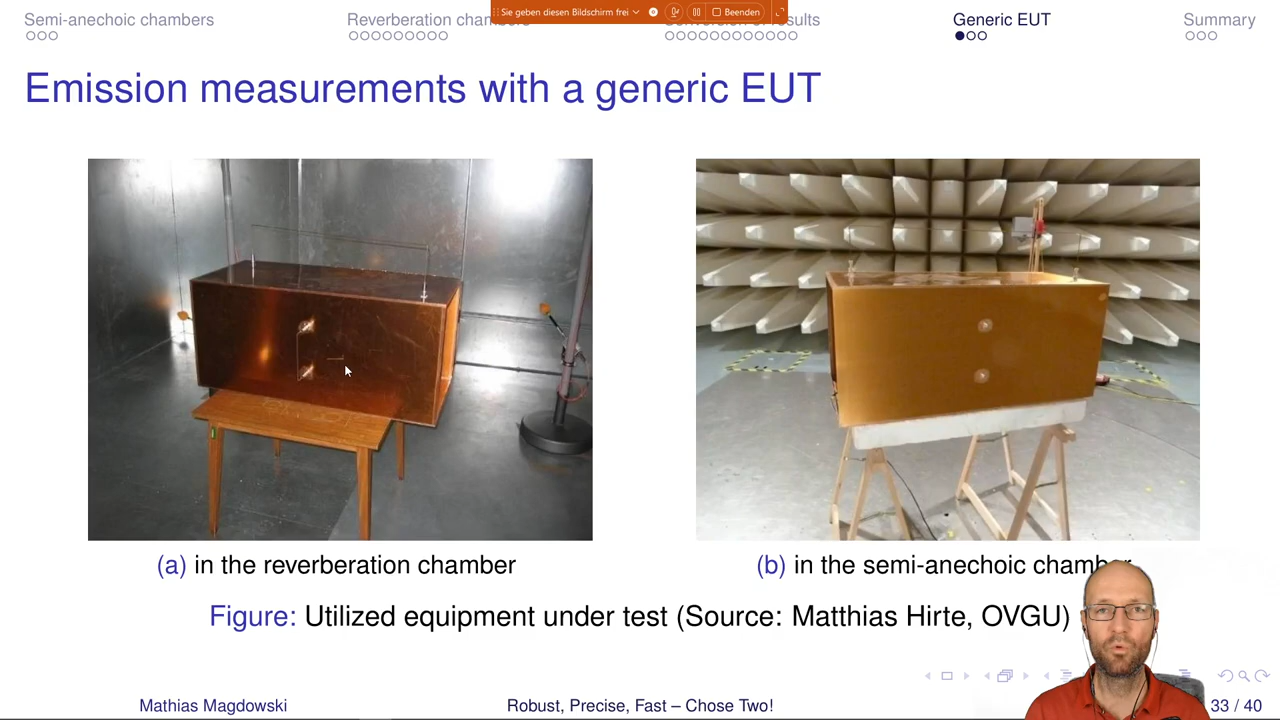 Semi-anechoic chambers
Reverberation cham
Sie geben diesen Bildschirm frei
Beenden
results
Generic EUT
Summary
Emission measurements with a generic EUT
(a) in the reverberation chamber
(b) in the semi-anechoic chamber
Figure: Utilized equipment under test (Source: Matthias Hirte, OVGU)
Mathias Magdowski
Robust, Precise, Fast – Chose Two!
33 / 40